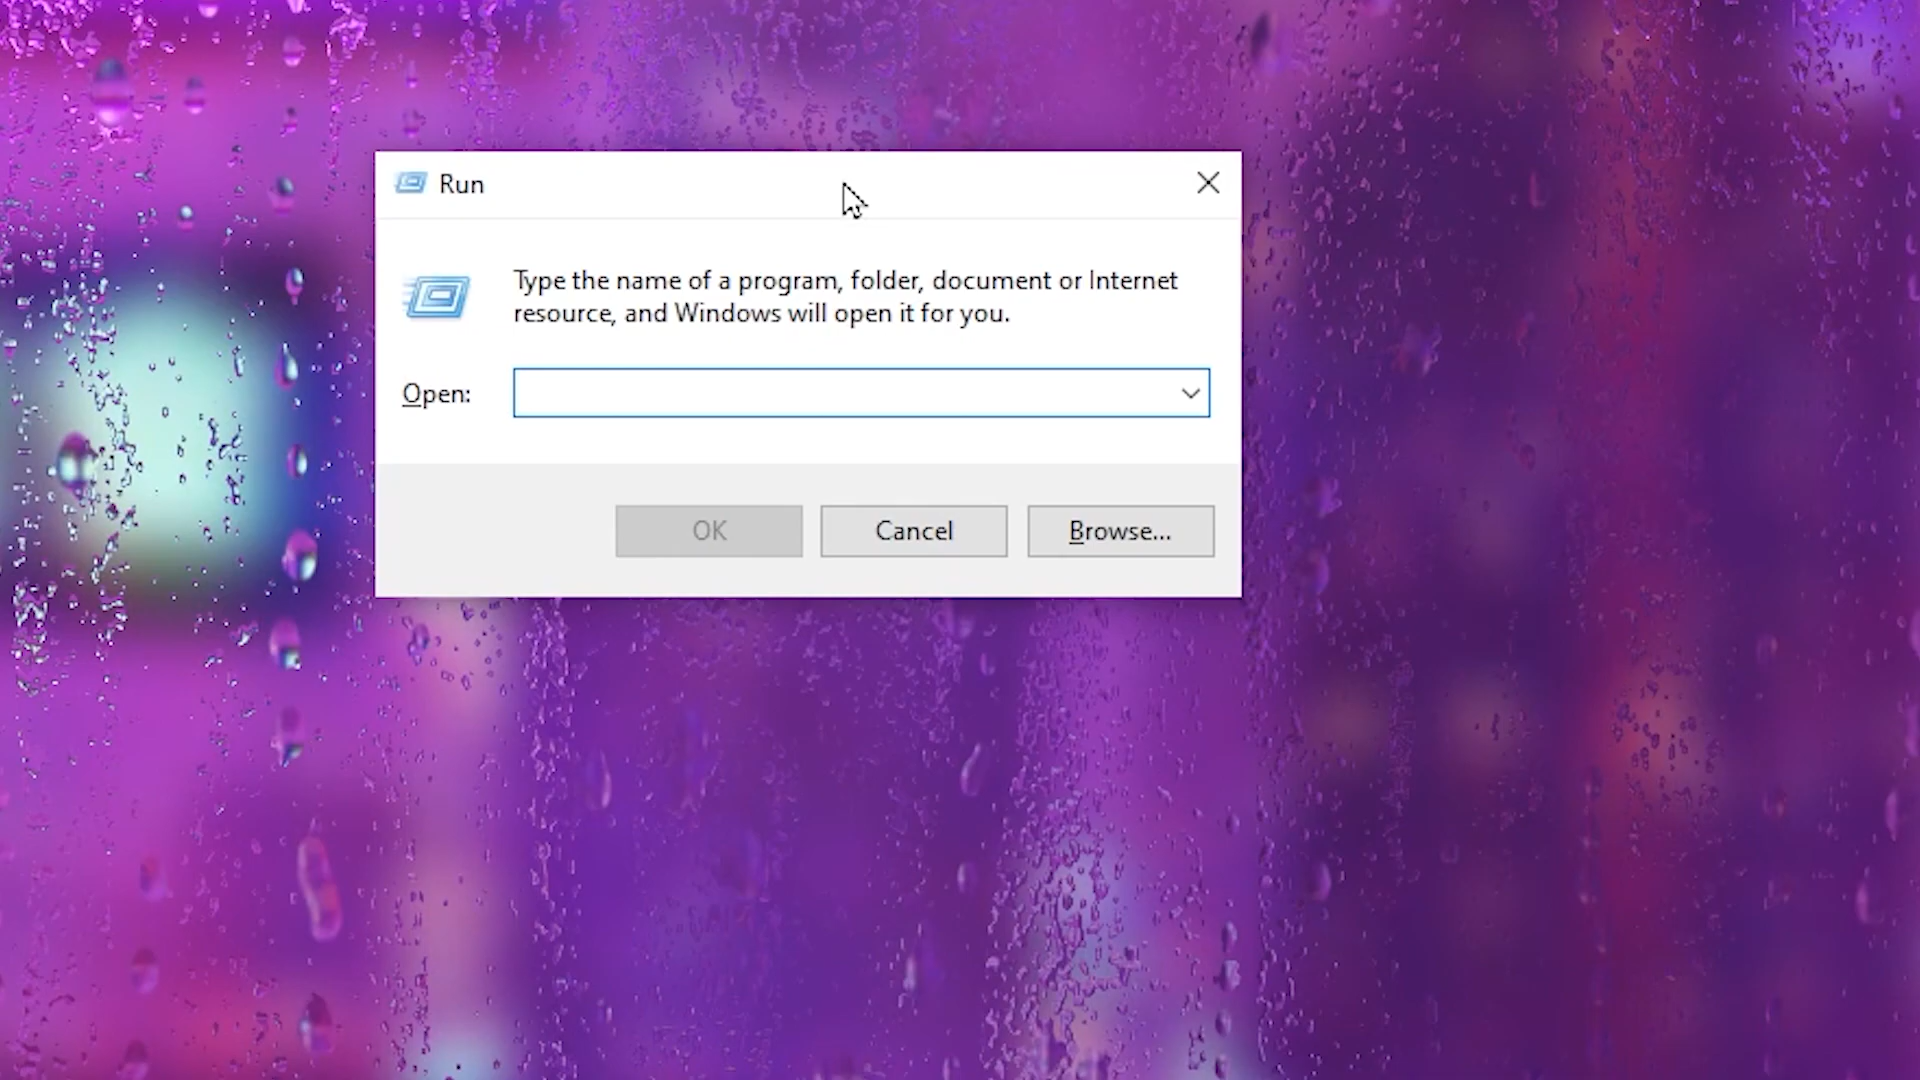 Run
Type the name of a program, folder, document or Internet
resource, and Windows will open it for you.
Open:
OK
Cancel
Browse...